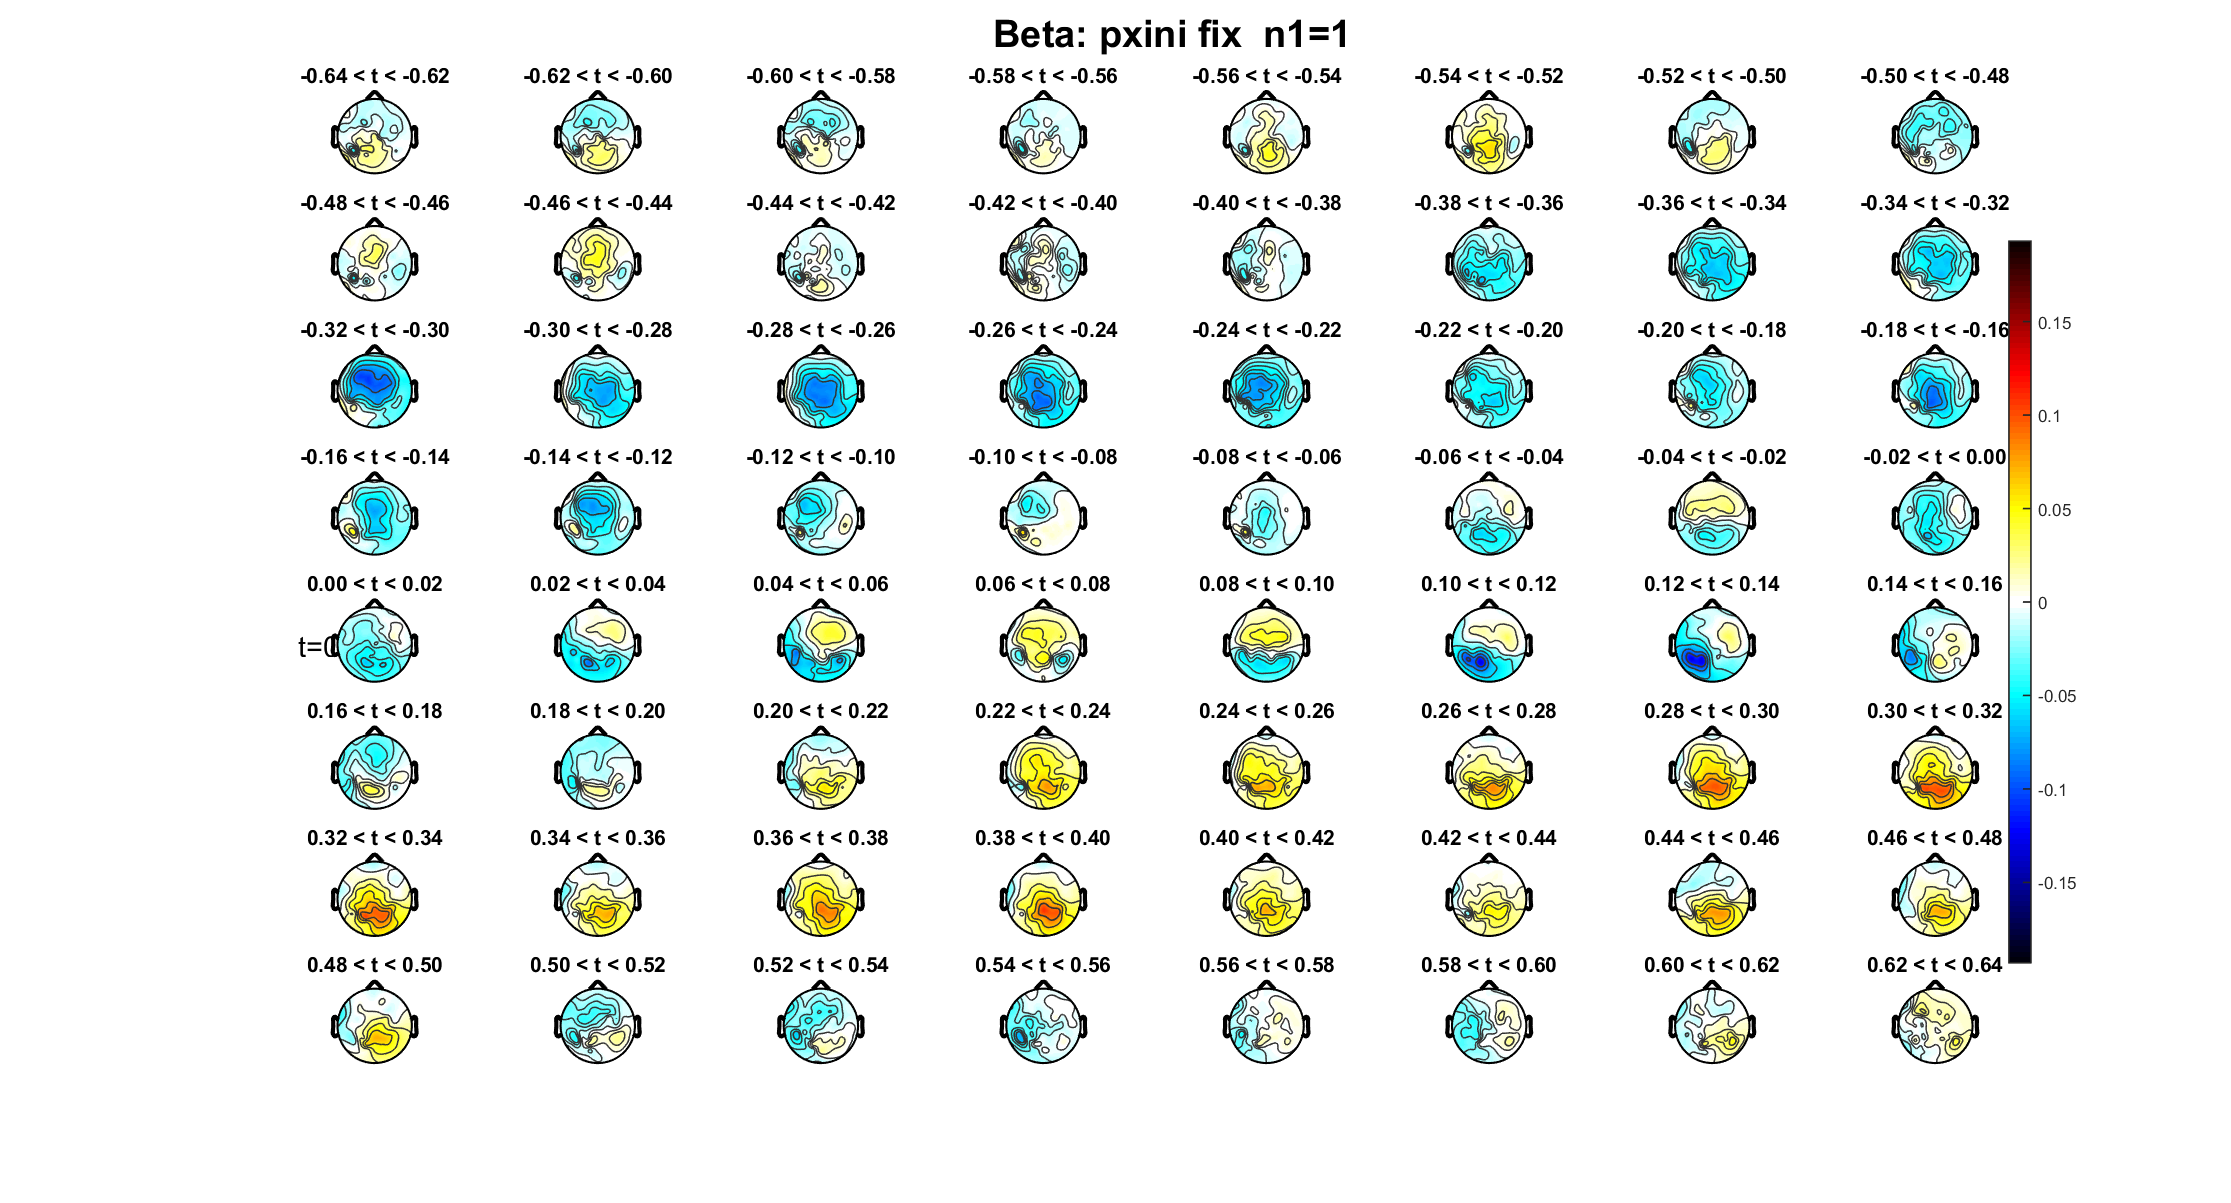 Beta: pxini fix  n1=1
-0.64 < t < -0.62
-0.62 < t < -0.60
-0.60 < t < -0.58
-0.58 < t < -0.56
-0.56 < t < -0.54
-0.54 < t < -0.52
-0.52 < t < -0.50
-0.50 < t < -0.48
-0.48 < t < -0.46
-0.46 < t < -0.44
-0.44 < t < -0.42
-0.42 < t < -0.40
-0.40 < t < -0.38
-0.38 < t < -0.36
-0.36 < t < -0.34
-0.34 < t < -0.32
-0.32 < t < -0.30
-0.30 < t < -0.28
-0.28 < t < -0.26
-0.26 < t < -0.24
-0.24 < t < -0.22
-0.22 < t < -0.20
-0.20 < t < -0.18
-0.18 < t < -0.16
-0.16 < t < -0.14
-0.14 < t < -0.12
-0.12 < t < -0.10
-0.10 < t < -0.08
-0.08 < t < -0.06
-0.06 < t < -0.04
-0.04 < t < -0.02
-0.02 < t < 0.00
0.00 < t < 0.02
0.02 < t < 0.04
0.04 < t < 0.06
0.06 < t < 0.08
0.08 < t < 0.10
0.10 < t < 0.12
0.12 < t < 0.14
0.14 < t < 0.16
t=0
0.16 < t < 0.18
0.18 < t < 0.20
0.20 < t < 0.22
0.22 < t < 0.24
0.24 < t < 0.26
0.26 < t < 0.28
0.28 < t < 0.30
0.30 < t < 0.32
0.32 < t < 0.34
0.34 < t < 0.36
0.36 < t < 0.38
0.38 < t < 0.40
0.40 < t < 0.42
0.42 < t < 0.44
0.44 < t < 0.46
0.46 < t < 0.48
0.48 < t < 0.50
0.50 < t < 0.52
0.52 < t < 0.54
0.54 < t < 0.56
0.56 < t < 0.58
0.58 < t < 0.60
0.60 < t < 0.62
0.62 < t < 0.64
0.15
0.1
0.05
0
-0.05
-0.1
-0.15